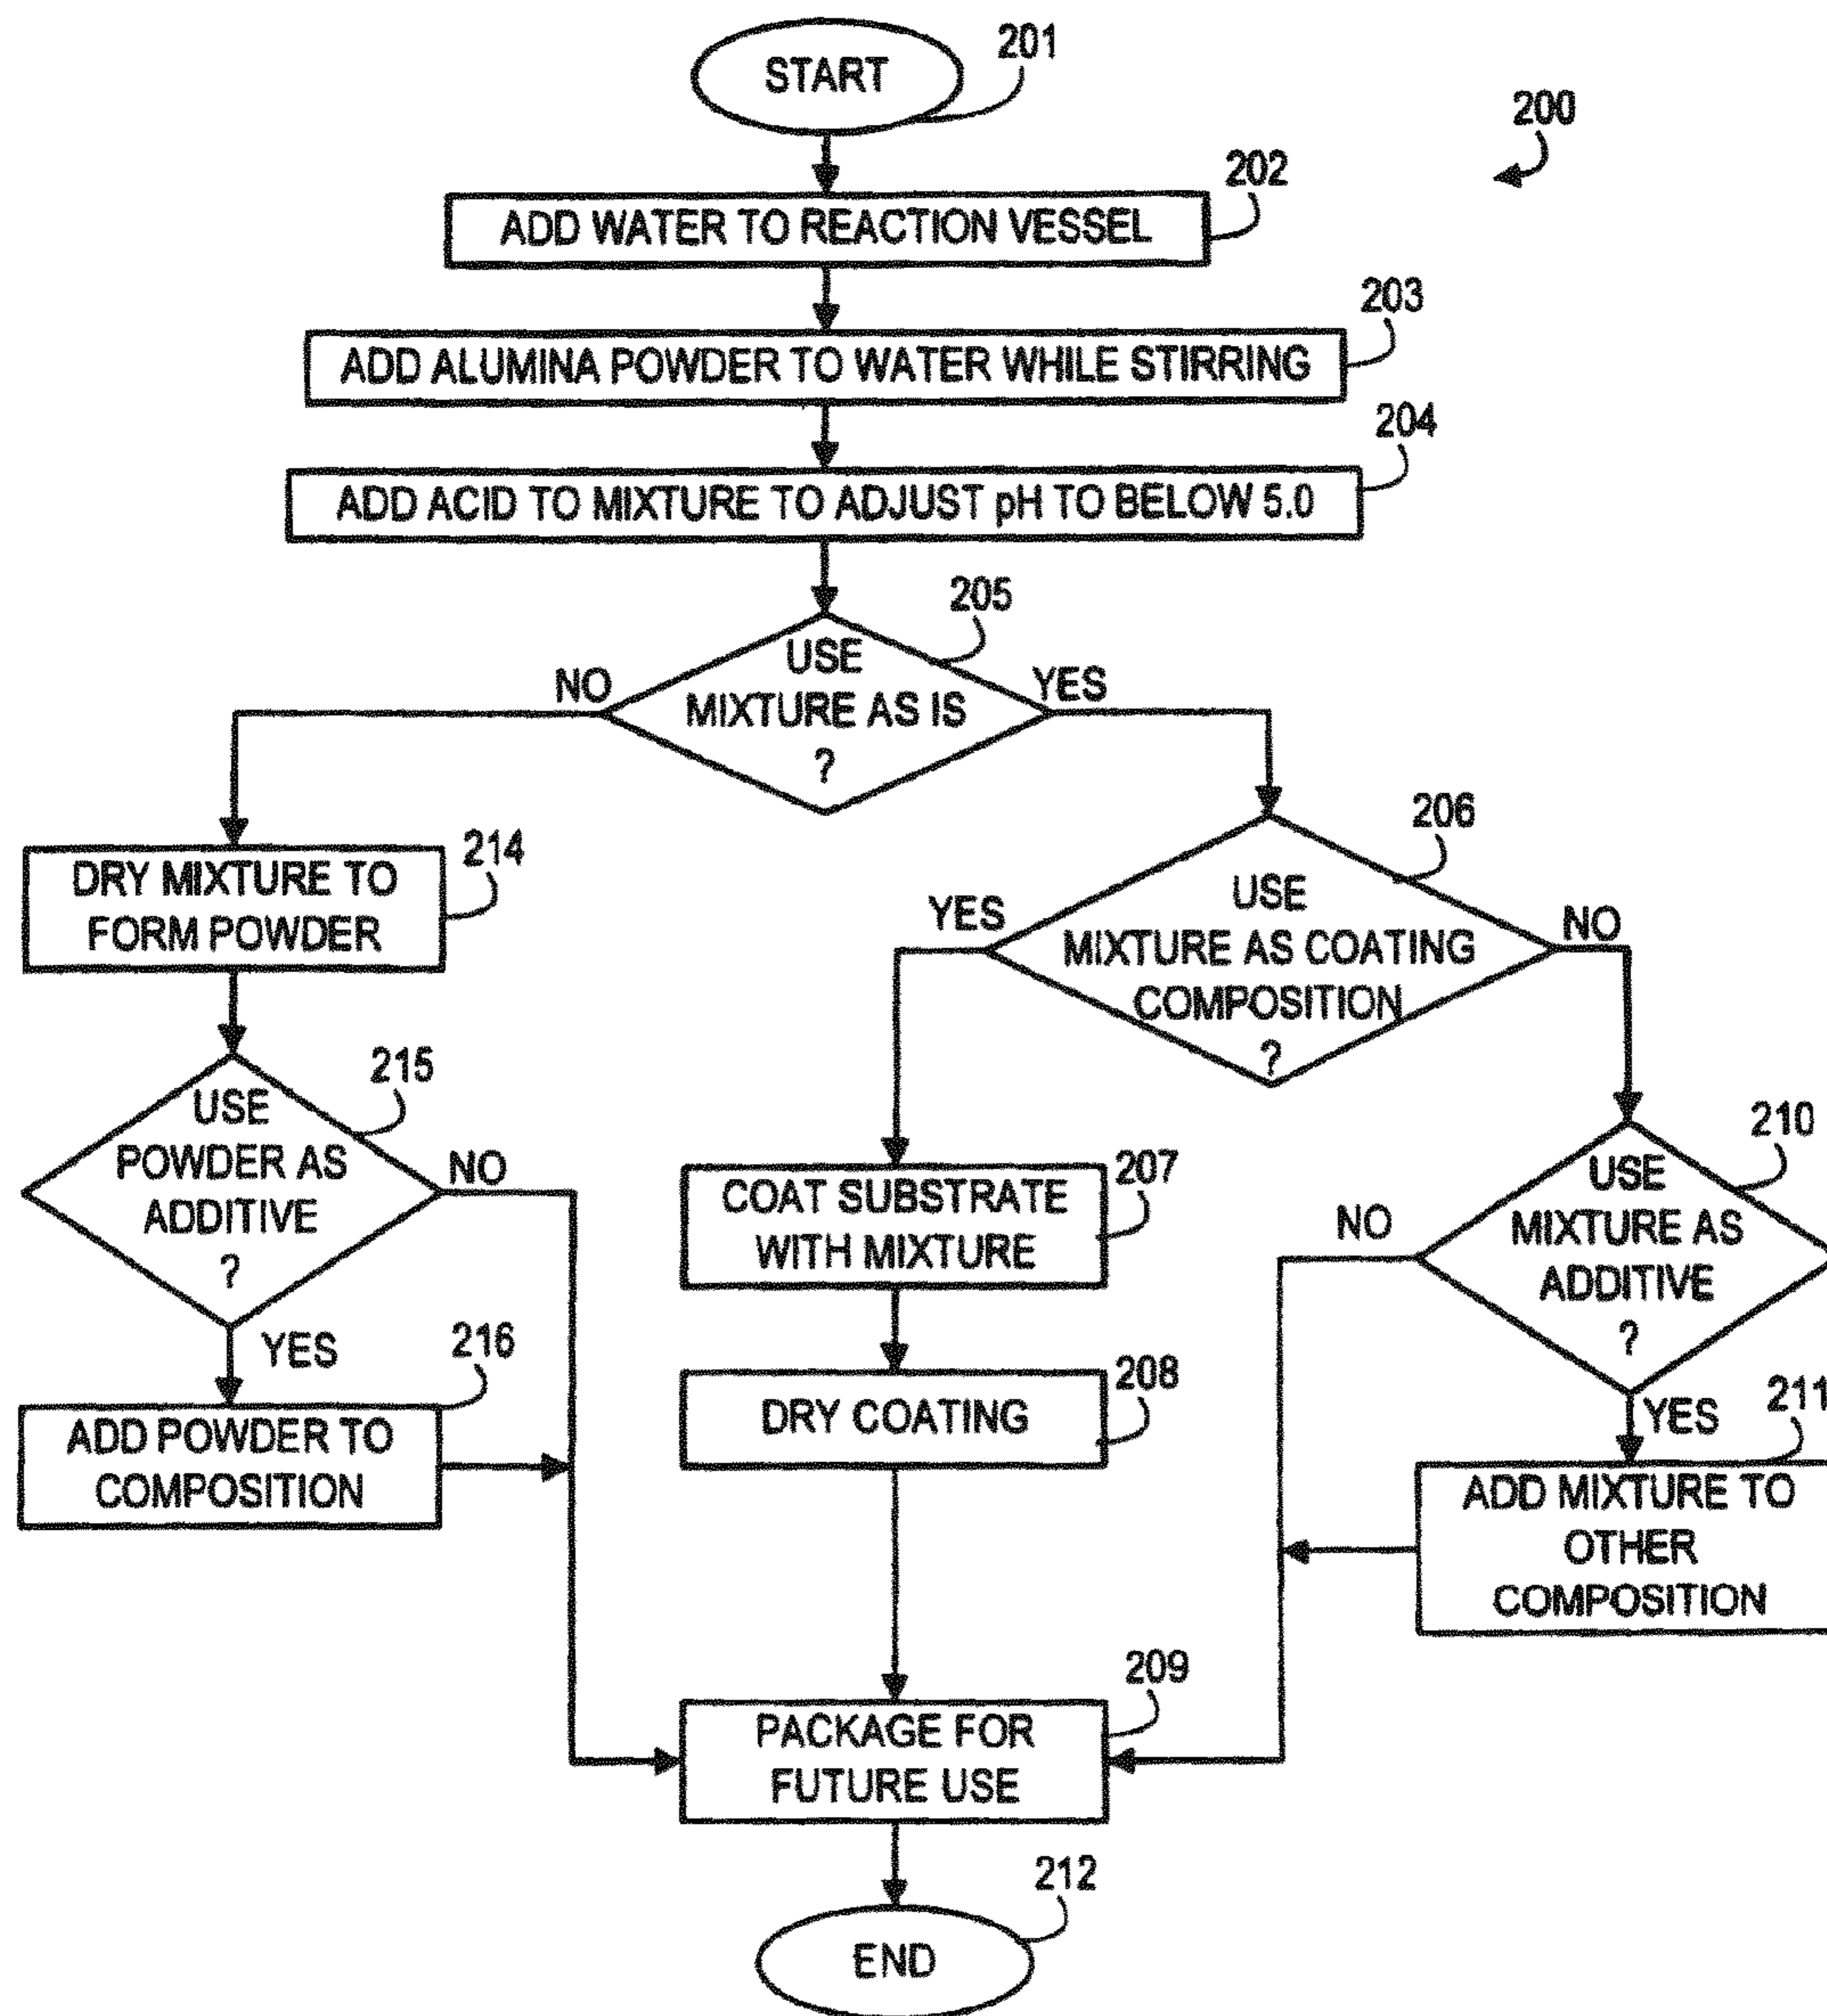 START
201
200
202
ADD WATER TO REACTION VESSEL
203
ADD ALUMINA POWDER TO WATER WHILE STIRRING
204
ADD ACID TO MIXTURE TO ADJUST pH TO BELOW 5.0
205
USE
MIXTURE AS IS
?
NO
YES
206
USE
MIXTURE AS COATING
COMPOSITION
?
YES
NO
214
DRY MIXTURE TO
FORM POWDER
215
USE
POWDER AS
ADDITIVE
?
NO
YES
216
ADD POWDER TO
COMPOSITION
207
COAT SUBSTRATE
WITH MIXTURE
208
DRY COATING
210
USE
MIXTURE AS
ADDITIVE
?
NO
YES
211
ADD MIXTURE TO
OTHER
COMPOSITION
209
PACKAGE FOR
FUTURE USE
212
END